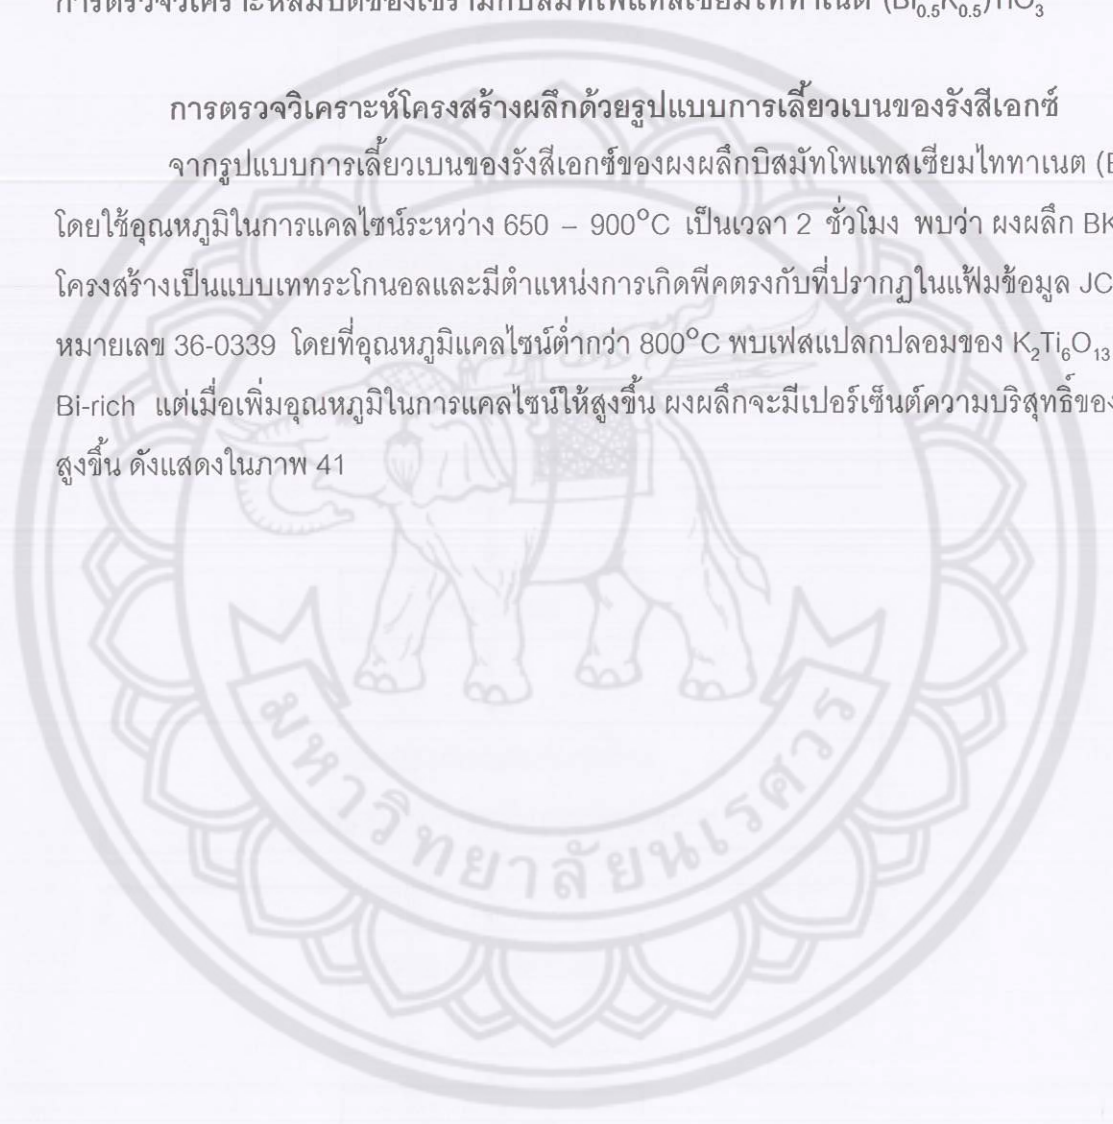 การตรวจวิเคราะห์สมบัติของเซรามิกบิสมัทโพแทสเซียมไททาเนต (Bi0.5K0.5)TiO3
การตรวจวิเคราะห์โครงสร้างผลึกด้วยรูปแบบการเลี้ยวเบนของรังสีเอกซ์
จากรูปแบบการเลี้ยวเบนของรังสีเอกซ์ของผงผลึกบิสมัทโพแทสเซียมไททาเนต
โดยใช้อุณหภูมิในการแคลไซน์ระหว่าง 650 – 900°C เป็นเวลา 2 ชั่วโมง พบว่า ผงผลึก BK
โครงสร้างเป็นแบบเททระโกนอลและมีตำแหน่งการเกิดพีคตรงกับที่ปรากฏในแฟ้มข้อมูล JC
หมายเลข 36-0339 โดยที่อุณหภูมิแคลไซน์ต่ำกว่า 800°C พบเฟสแปลกปลอมของ K2Ti6O13
Bi-rich แต่เมื่อเพิ่มอุณหภูมิในการแคลไซน์ให้สูงขึ้น ผงผลึกจะมีเปอร์เซ็นต์ความบริสุทธิ์ของ
สูงขึ้น ดังแสดงในภาพ 41
มหาวิทยาลัยนเรศวร